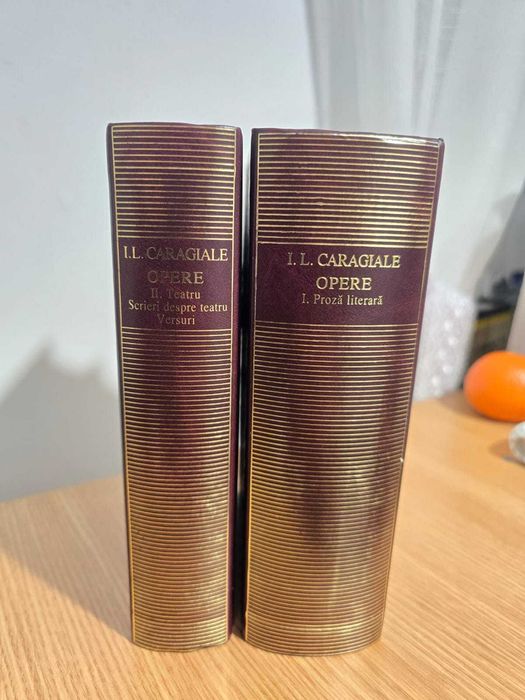 I.L. CARAGIALE
OPERE
II. Teatru
Scrieri despre teatru
Versuri
I. L. CARAGIALE
OPERE
I. Proză literară